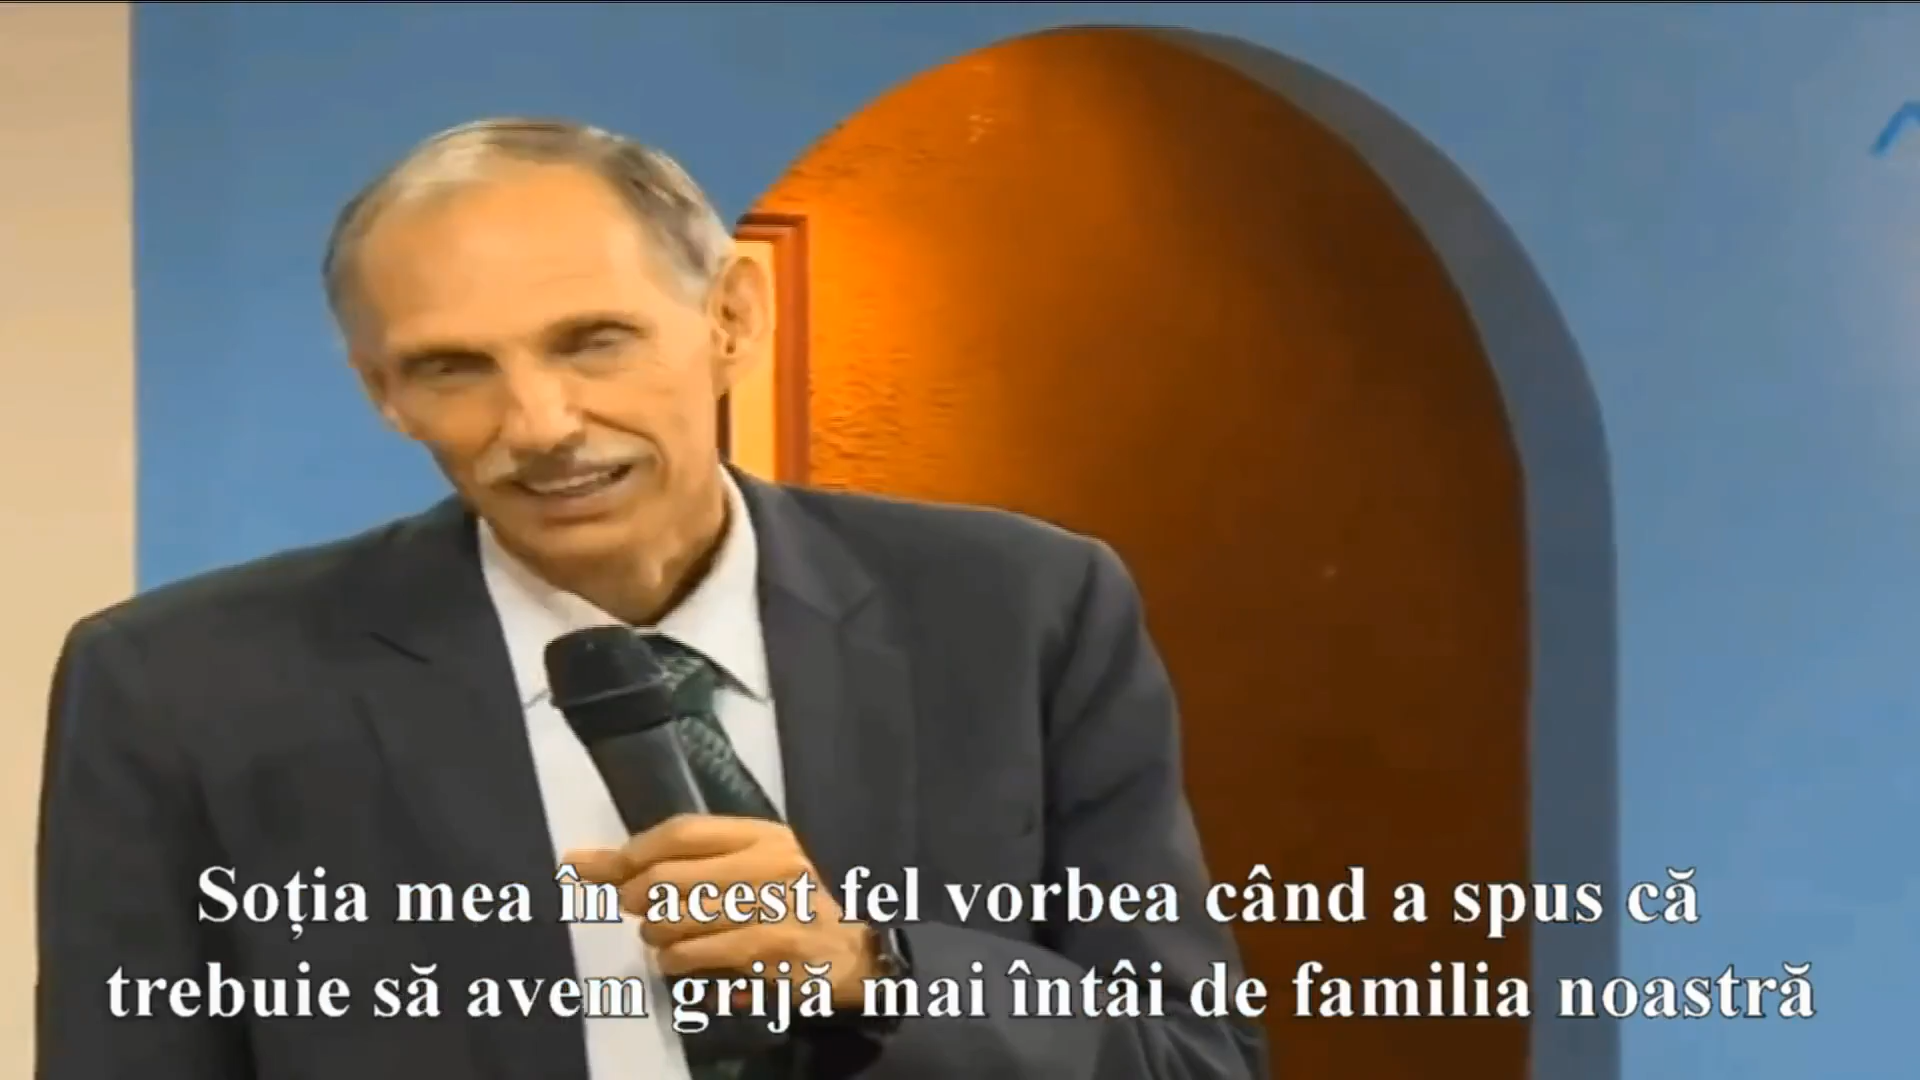 Soția mea în acest fel vorbea când a spus că
trebuie să avem grijă mai întâi de familia noastră